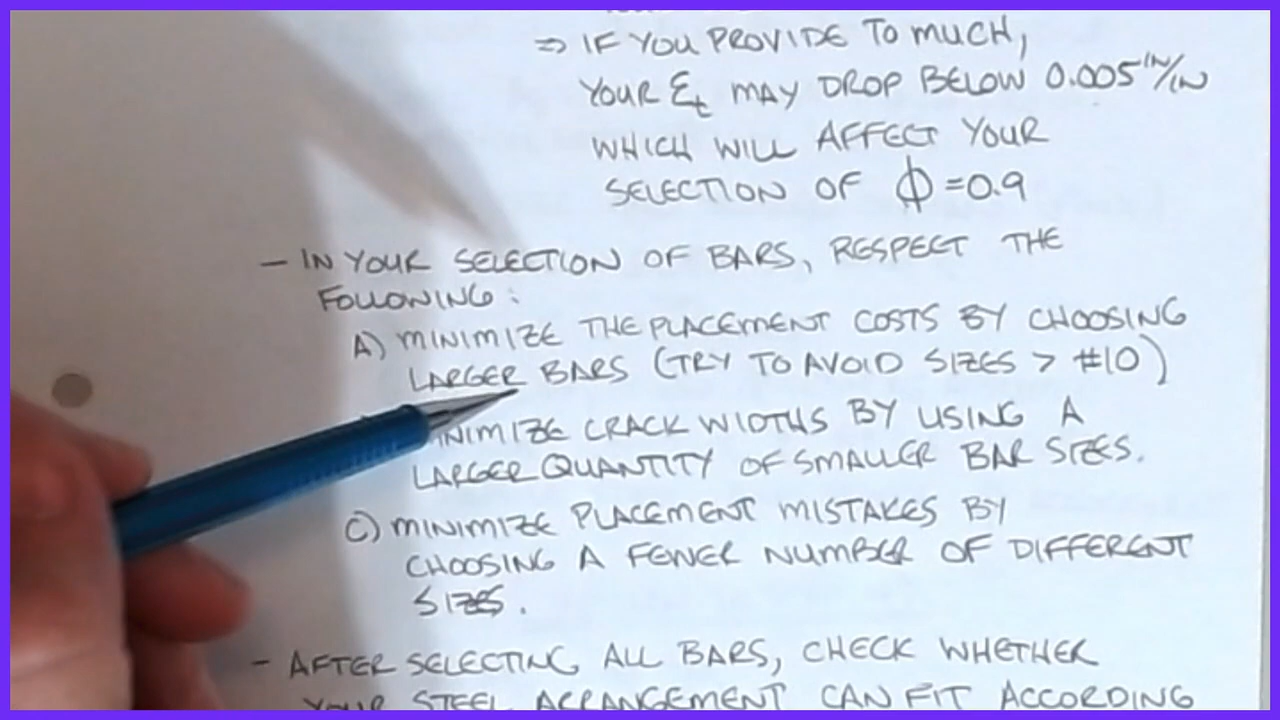 ⇒ IF YOU PROVIDE TO MUCH,
YOUR Ɛt MAY DROP BELOW 0.005 IN/IN
WHICH WILL AFFECT YOUR
SELECTION OF ϕ=0.9
- IN YOUR SELECTION OF BARS, RESPECT THE
FOLLOWING:
A) MINIMIZE THE PLACEMENT COSTS BY CHOOSING
LARGER BARS (TRY TO AVOID SIZES > #10)
CRACK WIDTHS BY USING A
LARGER QUANTITY OF SMALLER BAR SIZES.
C) MINIMIZE PLACEMENT MISTAKES BY
CHOOSING A FEWER NUMBER OF DIFFERENT
SIZES.
- AFTER SELECTING ALL BARS, CHECK WHETHER
YOUR STEEL ARRANGEMENT CAN FIT ACCORDING